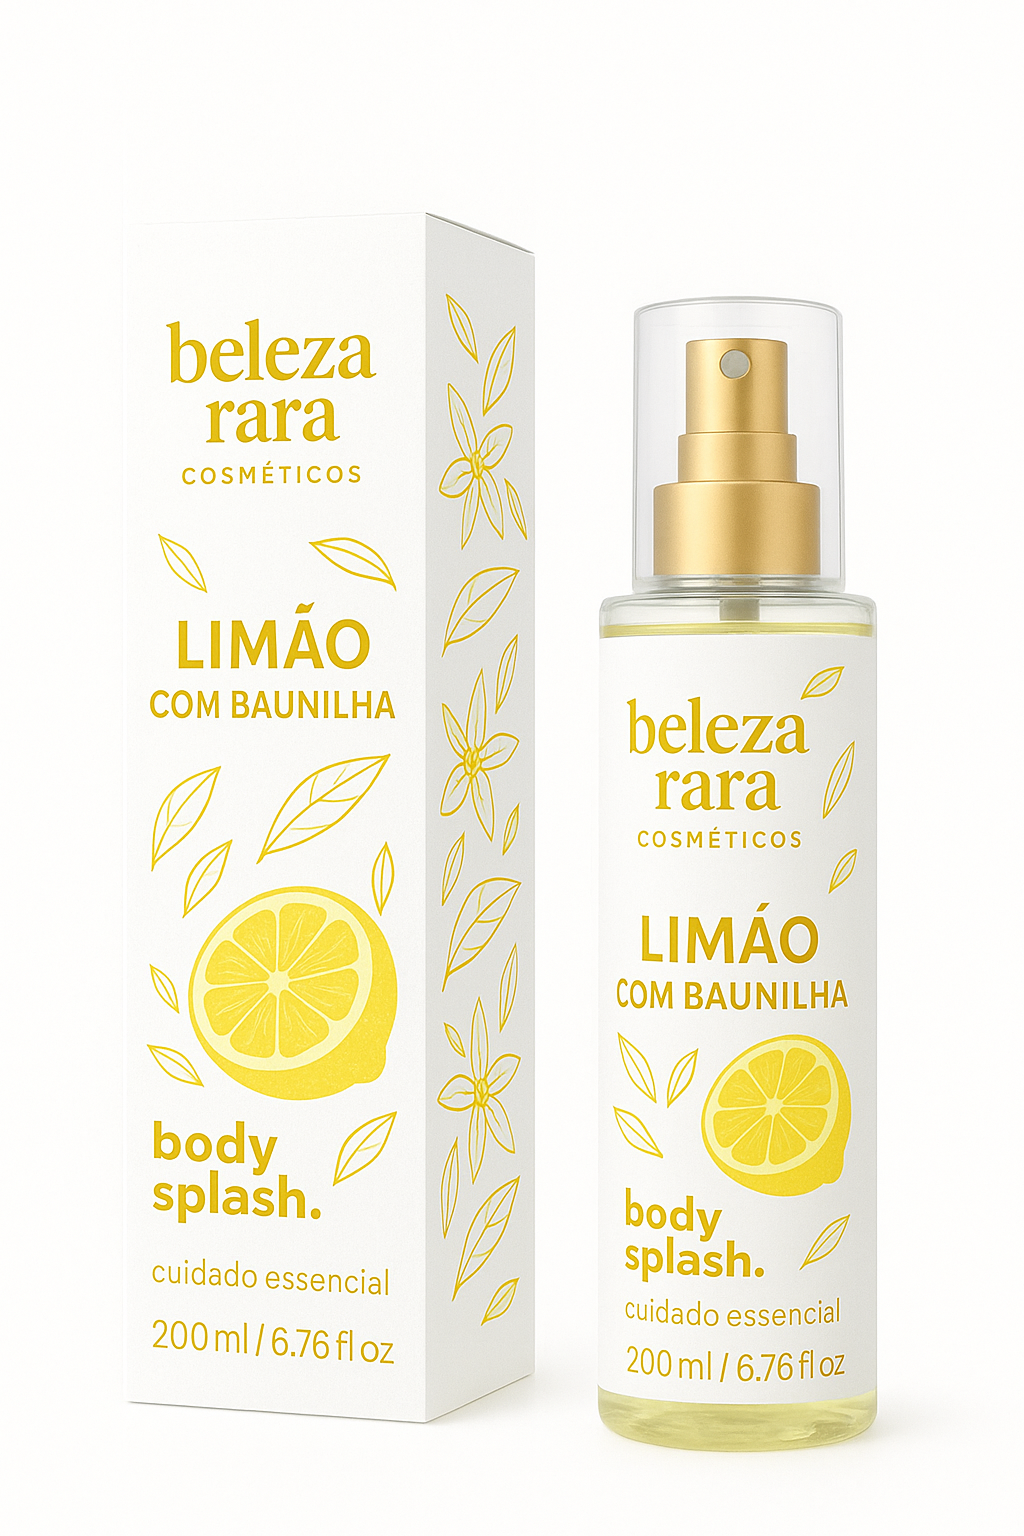 beleza
rara
COSMÉTICOS
LIMÃO
COM BAUNILHA
body
splash.
cuidado essencial
200 ml / 6.76 fl oz
beleza
rara
COSMÉTICOS
LIMÁO
COM BAUNILHA
body
splash.
cuidado essencial
200 ml / 6.76 fl oz